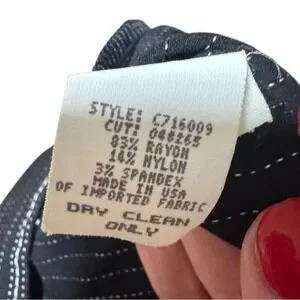 STYLE: C716009
CUT: 048265
83% RAYON
14% NYLON
3% SPANDEX
MADE IN USA
OF IMPORTED FABRIC
DRY CLEAN
ONLY